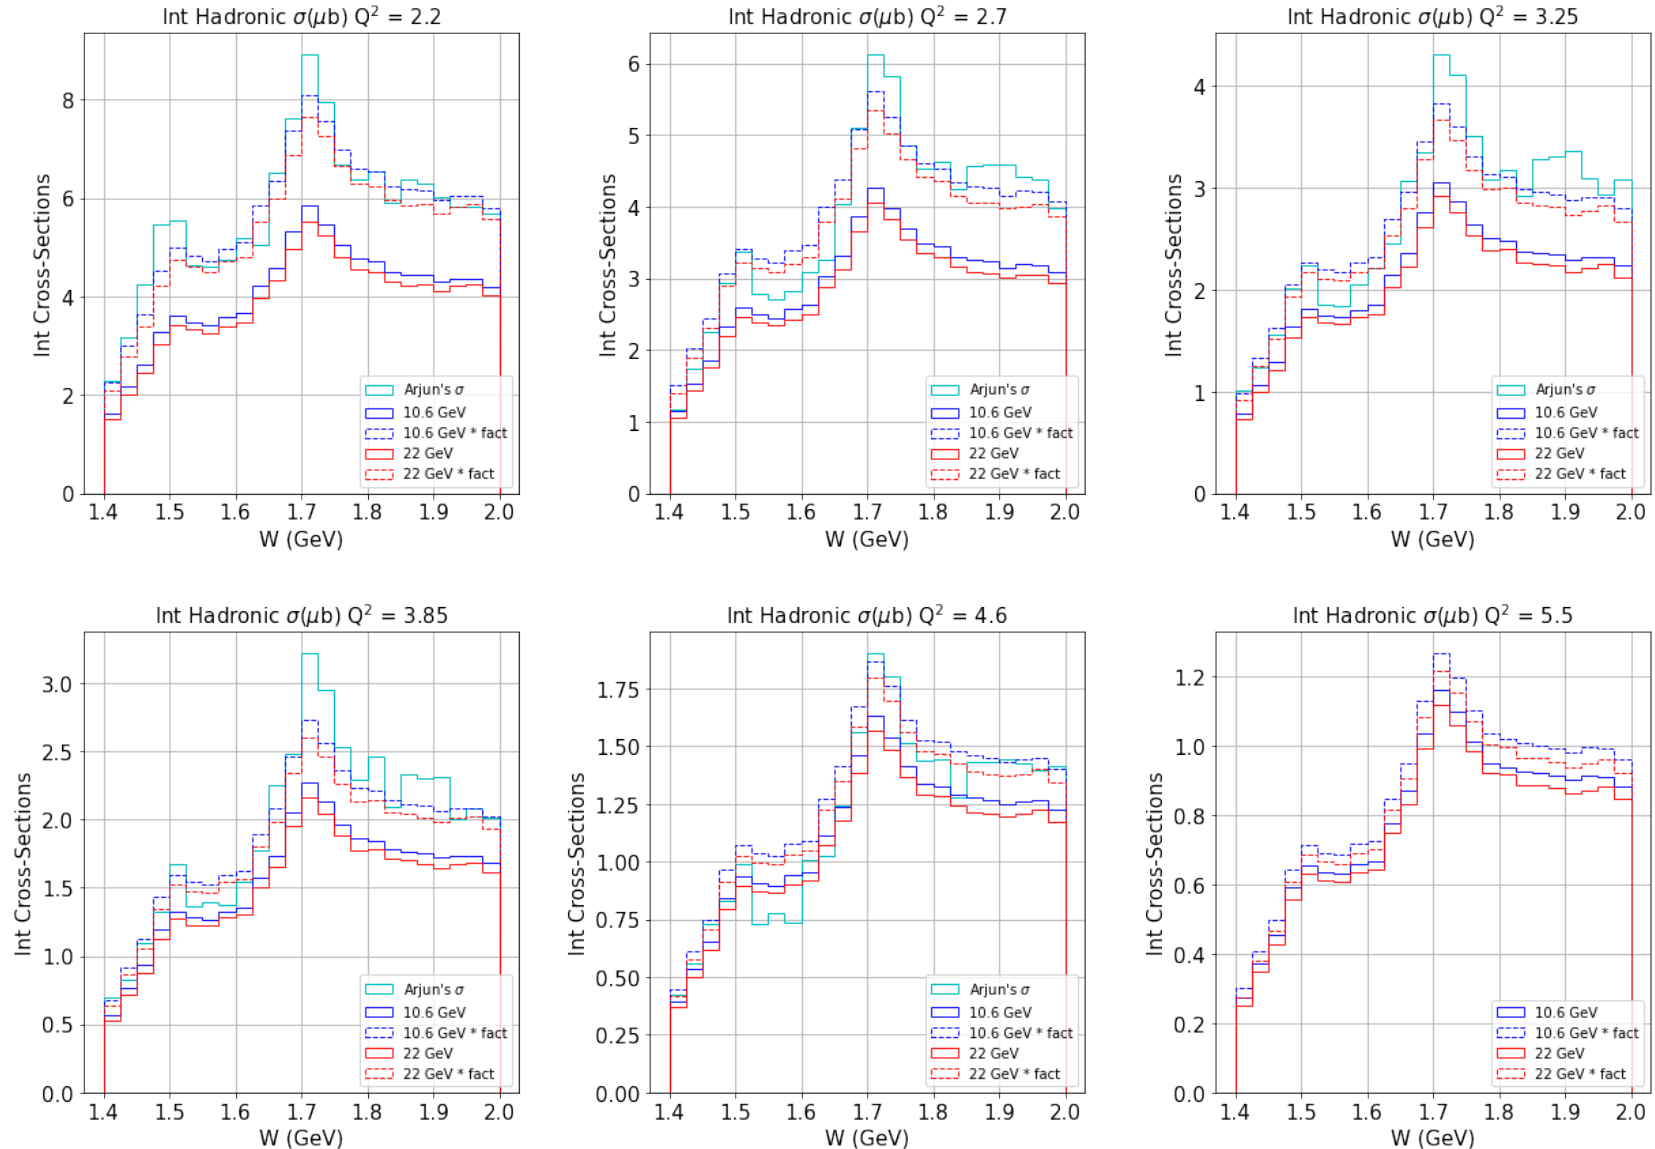 Int Hadronic σ(μb) Q² = 2.2
Int Cross-Sections
8
6
4
2
0
Arjun's σ
10.6 GeV
10.6 GeV * fact
22 GeV
22 GeV * fact
1.4 1.5 1.6 1.7 1.8 1.9 2.0
W (GeV)
Int Hadronic σ(μb) Q² = 2.7
Int Cross-Sections
6
5
4
3
2
1
0
Arjun's σ
10.6 GeV
10.6 GeV * fact
22 GeV
22 GeV * fact
1.4 1.5 1.6 1.7 1.8 1.9 2.0
W (GeV)
Int Hadronic σ(μb) Q² = 3.25
Int Cross-Sections
4
3
2
1
0
Arjun's σ
10.6 GeV
10.6 GeV * fact
22 GeV
22 GeV * fact
1.4 1.5 1.6 1.7 1.8 1.9 2.0
W (GeV)
Int Hadronic σ(μb) Q² = 3.85
Int Cross-Sections
3.0
2.5
2.0
1.5
1.0
0.5
0.0
Arjun's σ
10.6 GeV
10.6 GeV * fact
22 GeV
22 GeV * fact
1.4 1.5 1.6 1.7 1.8 1.9 2.0
W (GeV)
Int Hadronic σ(μb) Q² = 4.6
Int Cross-Sections
1.75
1.50
1.25
1.00
0.75
0.50
0.25
0.00
Arjun's σ
10.6 GeV
10.6 GeV * fact
22 GeV
22 GeV * fact
1.4 1.5 1.6 1.7 1.8 1.9 2.0
W (GeV)
Int Hadronic σ(μb) Q² = 5.5
Int Cross-Sections
1.2
1.0
0.8
0.6
0.4
0.2
0.0
10.6 GeV
10.6 GeV * fact
22 GeV
22 GeV * fact
1.4 1.5 1.6 1.7 1.8 1.9 2.0
W (GeV)